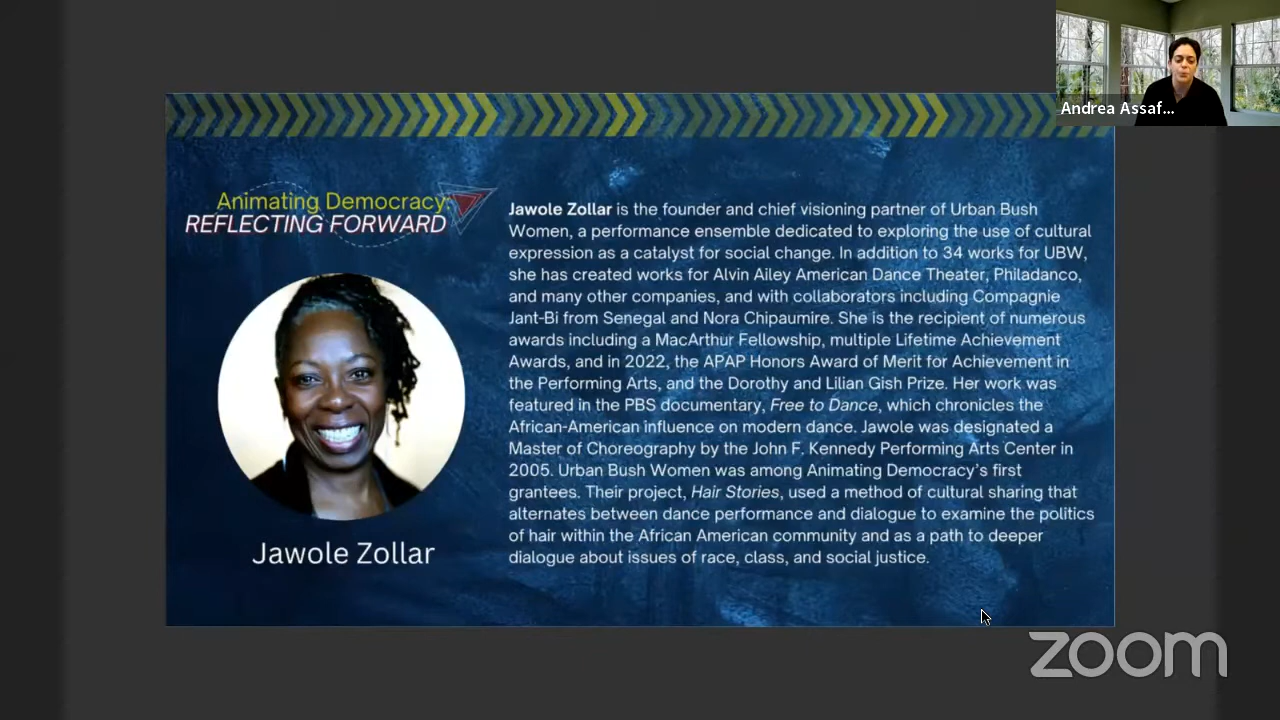 Andrea Assaf...
Animating Democracy:
REFLECTING FORWARD
Jawole Zollar is the founder and chief visioning partner of Urban Bush
Women, a performance ensemble dedicated to exploring the use of cultural
expression as a catalyst for social change. In addition to 34 works for UBW,
she has created works for Alvin Ailey American Dance Theater, Philadanco,
and many other companies, and with collaborators including Compagnie
Jant-Bi from Senegal and Nora Chipaumire. She is the recipient of numerous
awards including a MacArthur Fellowship, multiple Lifetime Achievement
Awards, and in 2022, the APAP Honors Award of Merit for Achievement in
the Performing Arts, and the Dorothy and Lilian Gish Prize. Her work was
featured in the PBS documentary, Free to Dance, which chronicles the
African-American influence on modern dance. Jawole was designated a
Master of Choreography by the John F. Kennedy Performing Arts Center in
2005. Urban Bush Women was among Animating Democracy's first
grantees. Their project, Hair Stories, used a method of cultural sharing that
alternates between dance performance and dialogue to examine the politics
of hair within the African American community and as a path to deeper
dialogue about issues of race, class, and social justice.
Jawole Zollar
zoom